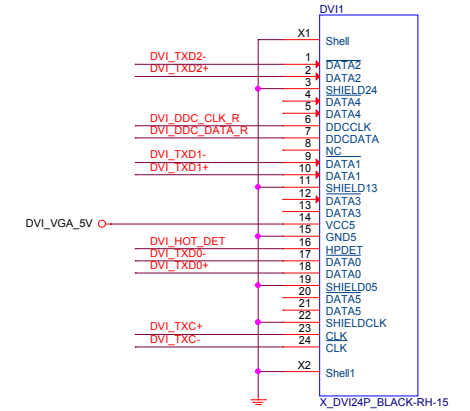 DVI1
X1 Shell
DVI_TXD2- 1 DATA2
DVI_TXD2+ 2 DATA2
3 SHIELD24
4 DATA4
5 DATA4
DVI_DDC_CLK_R 6 DDCCLK
DVI_DDC_DATA_R 7 DDCDATA
8 NC
DVI_TXD1- 9 DATA1
DVI_TXD1+ 10 DATA1
11 SHIELD13
12 DATA3
13 DATA3
DVI_VGA_5V 14 VCC5
15 GND5
DVI_HOT_DET 16 HPDET
DVI_TXD0- 17 DATA0
DVI_TXD0+ 18 DATA0
19 SHIELD05
20 DATA5
21 DATA5
22 SHIELDCLK
DVI_TXC+ 23 CLK
DVI_TXC- 24 CLK
X2 Shell1
X_DVI24P_BLACK-RH-15